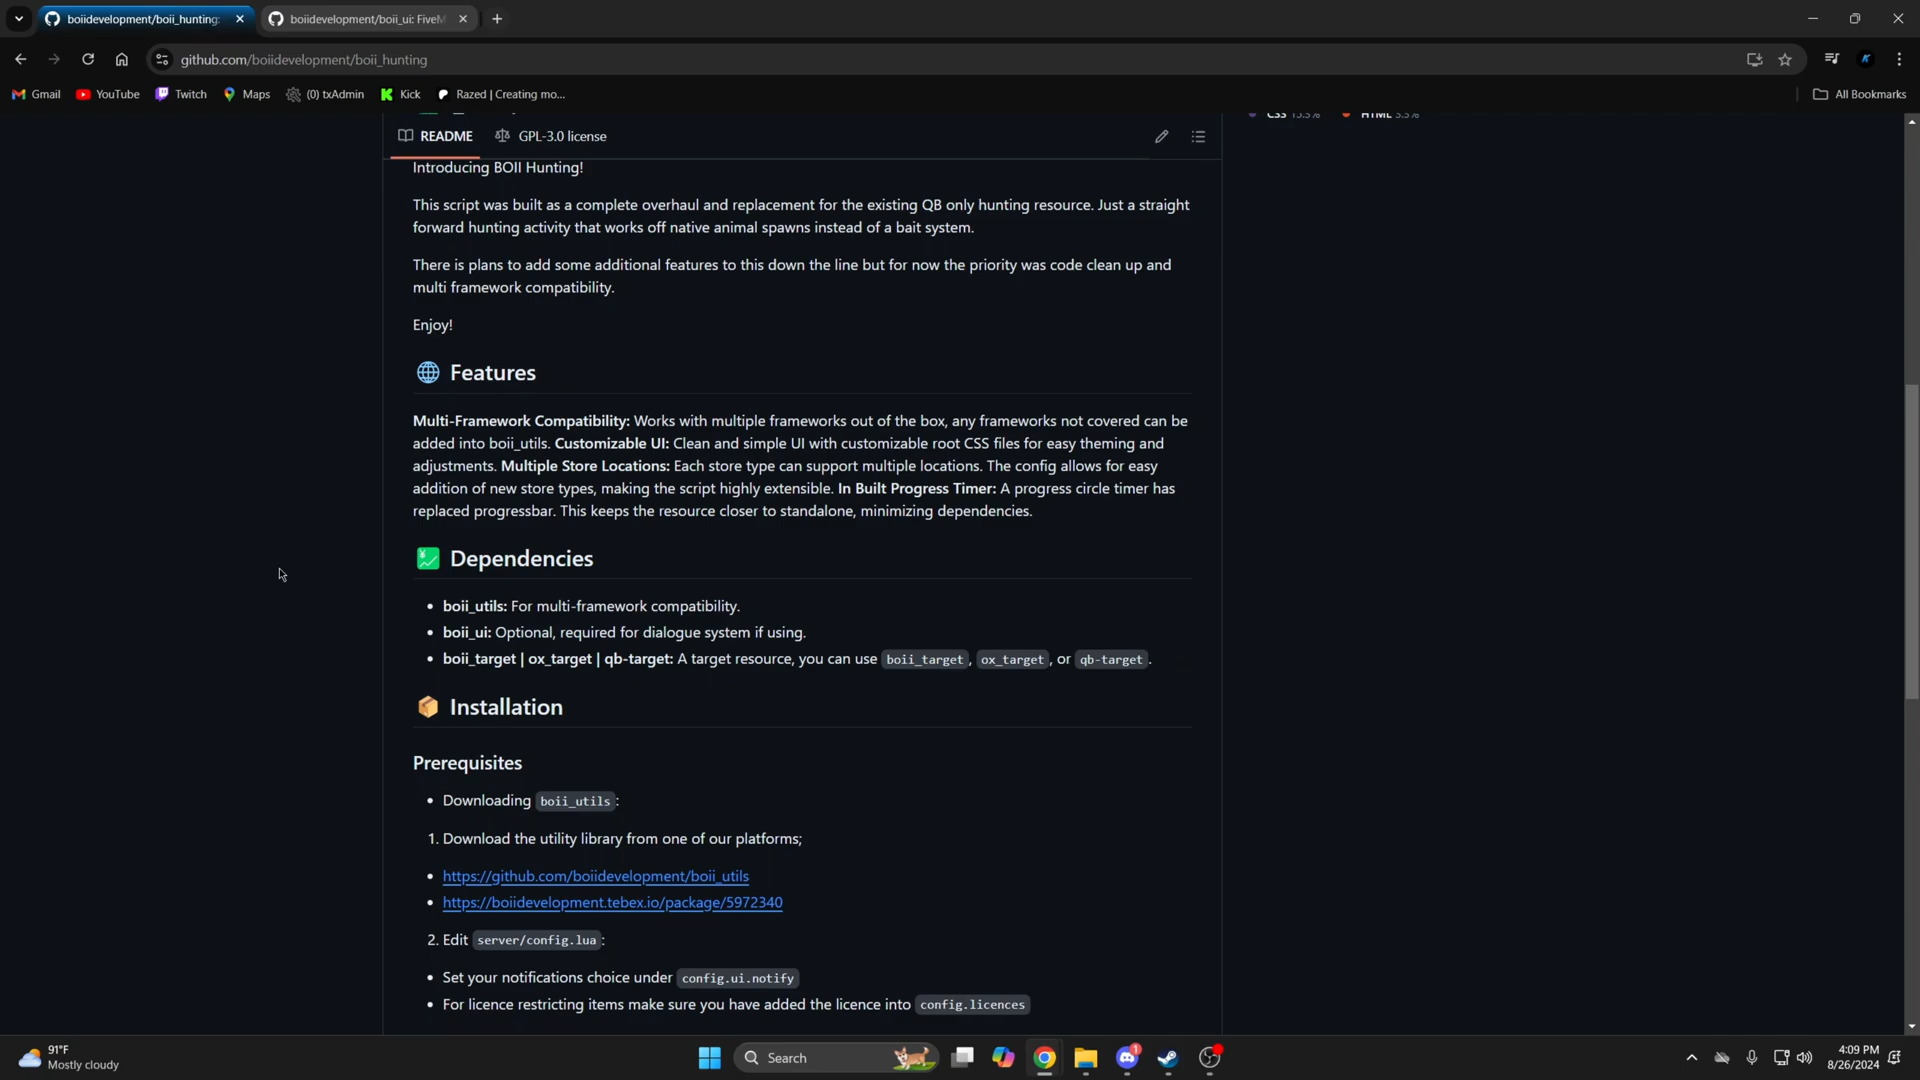 boiidevelopment/boii_hunting:
boiidevelopment/boii_ui: FiveM
github.com/boiidevelopment/boii_hunting
Gmail
YouTube
Twitch
Maps
(0) txAdmin
Kick
Razed | Creating mo...
All Bookmarks
CSS 15.3% HTML 3.5%
README
GPL-3.0 license
Introducing BOII Hunting!
This script was built as a complete overhaul and replacement for the existing QB only hunting resource. Just a straight
forward hunting activity that works off native animal spawns instead of a bait system.
There is plans to add some additional features to this down the line but for now the priority was code clean up and
multi framework compatibility.
Enjoy!
Features
Multi-Framework Compatibility: Works with multiple frameworks out of the box, any frameworks not covered can be
added into boii_utils. Customizable UI: Clean and simple UI with customizable root CSS files for easy theming and
adjustments. Multiple Store Locations: Each store type can support multiple locations. The config allows for easy
addition of new store types, making the script highly extensible. In Built Progress Timer: A progress circle timer has
replaced progressbar. This keeps the resource closer to standalone, minimizing dependencies.
Dependencies
• boii_utils: For multi-framework compatibility.
• boii_ui: Optional, required for dialogue system if using.
• boii_target | ox_target | qb-target: A target resource, you can use boii_target, ox_target, or qb-target.
Installation
Prerequisites
• Downloading boii_utils:
1. Download the utility library from one of our platforms;
• https://github.com/boiidevelopment/boii_utils
• https://boiidevelopment.tebex.io/package/5972340
2. Edit server/config.lua:
• Set your notifications choice under config.ui.notify
• For licence restricting items make sure you have added the licence into config.licences
91°F
Mostly cloudy
Search
1
4:09 PM
8/26/2024